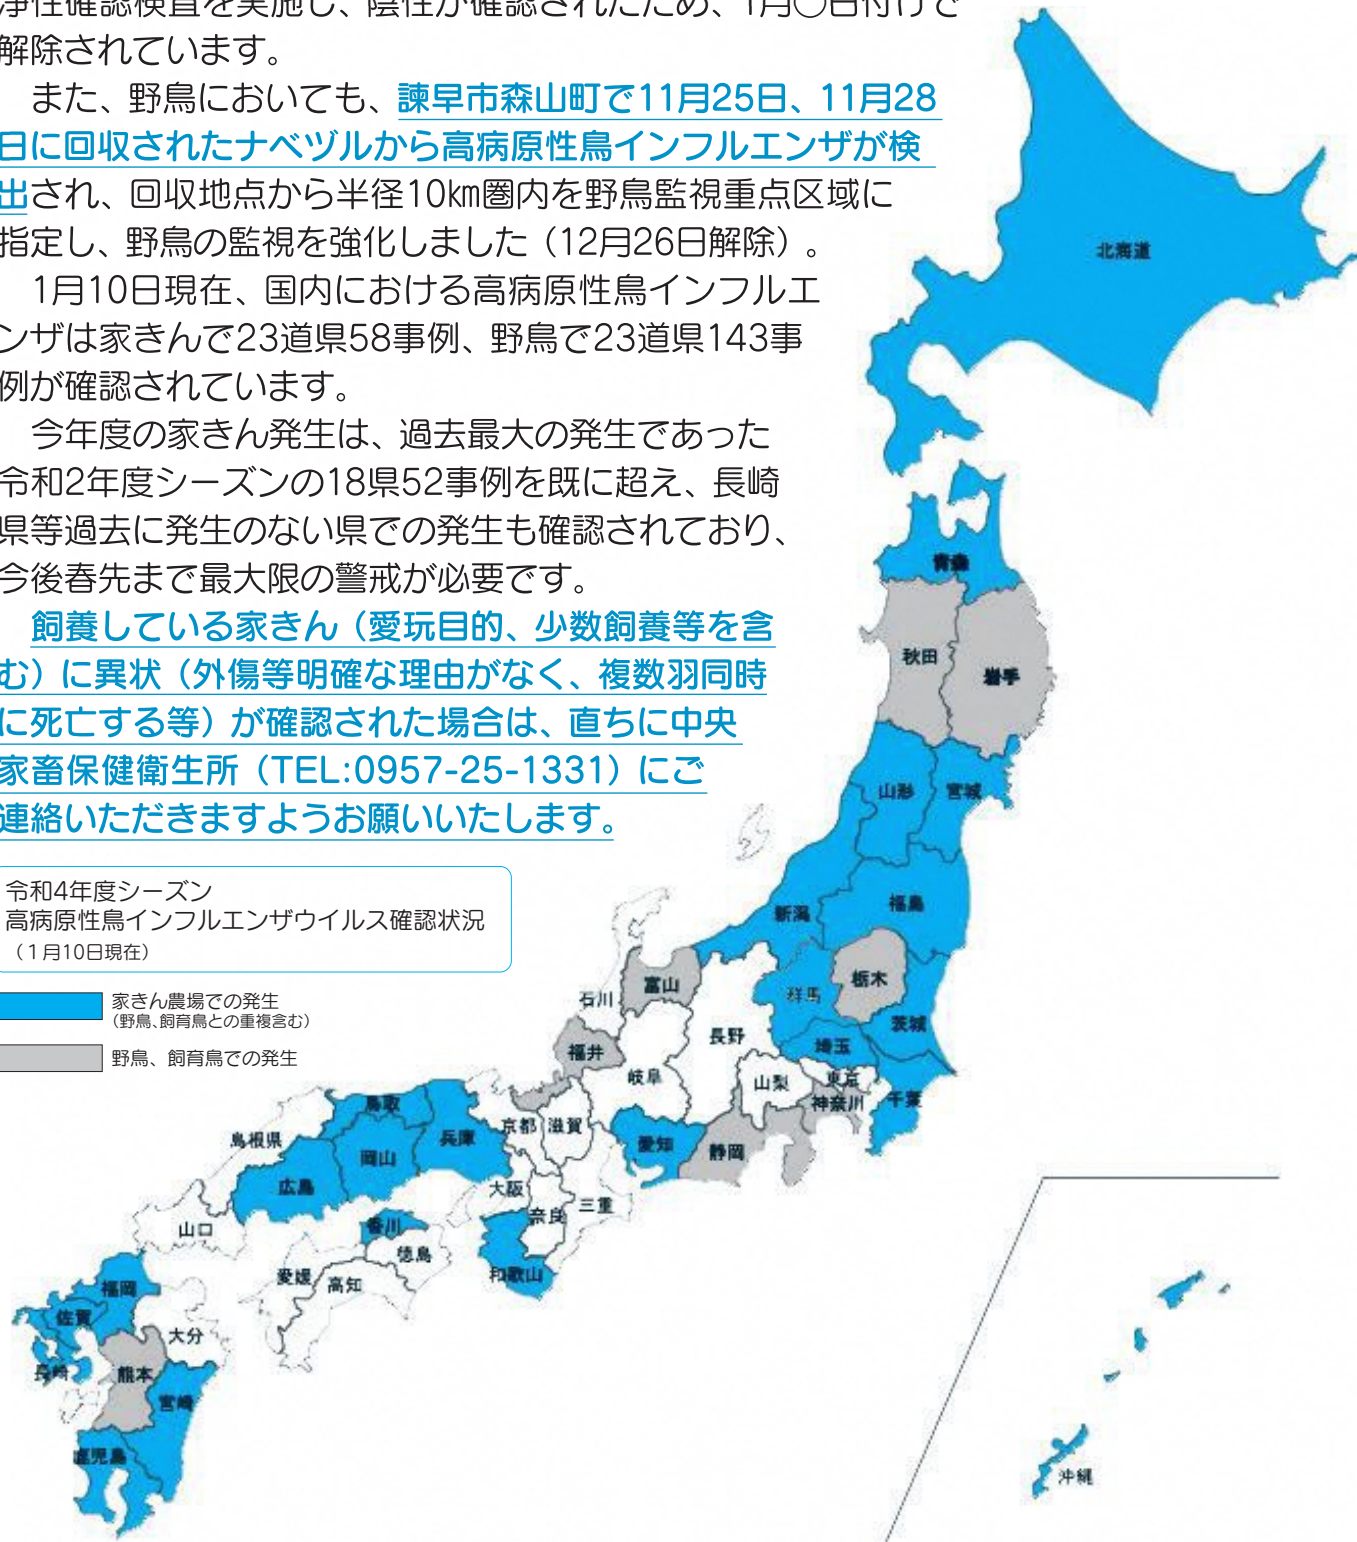 浄性確認検査を実施し、陰性が確認されたため、1月○日付けで
解除されています。
また、野鳥においても、諫早市森山町で11月25日、11月28
日に回収されたナベヅルから高病原性鳥インフルエンザが検
出され、回収地点から半径10㎞圏内を野鳥監視重点区域に
指定し、野鳥の監視を強化しました（12月26日解除）。
1月10日現在、国内における高病原性鳥インフルエ
ンザは家きんで23道県58事例、野鳥で23道県143事
例が確認されています。
今年度の家きん発生は、過去最大の発生であった
令和2年度シーズンの18県52事例を既に超え、長崎
県等過去に発生のない県での発生も確認されており、
今後春先まで最大限の警戒が必要です。
飼養している家きん（愛玩目的、少数飼養等を含
む）に異状（外傷等明確な理由がなく、複数羽同時
に死亡する等）が確認された場合は、直ちに中央
家畜保健衛生所（TEL:0957-25-1331）にご
連絡いただきますようお願いいたします。
令和4年度シーズン
高病原性鳥インフルエンザウイルス確認状況
（１月10日現在）
家きん農場での発生
（野鳥、飼育鳥との重複含む）
野鳥、飼育鳥での発生
北海道
青森
秋田
岩手
山形
宮城
新潟
福島
富山
群馬
栃木
石川
長野
茨城
福井
埼玉
岐阜
山梨
東京
神奈川
千葉
鳥取
島根県
兵庫
京都
滋賀
愛知
静岡
岡山
広島
大阪
奈良
三重
山口
香川
徳島
愛媛
高知
和歌山
福岡
佐賀
大分
長崎
熊本
宮崎
鹿児島
沖縄